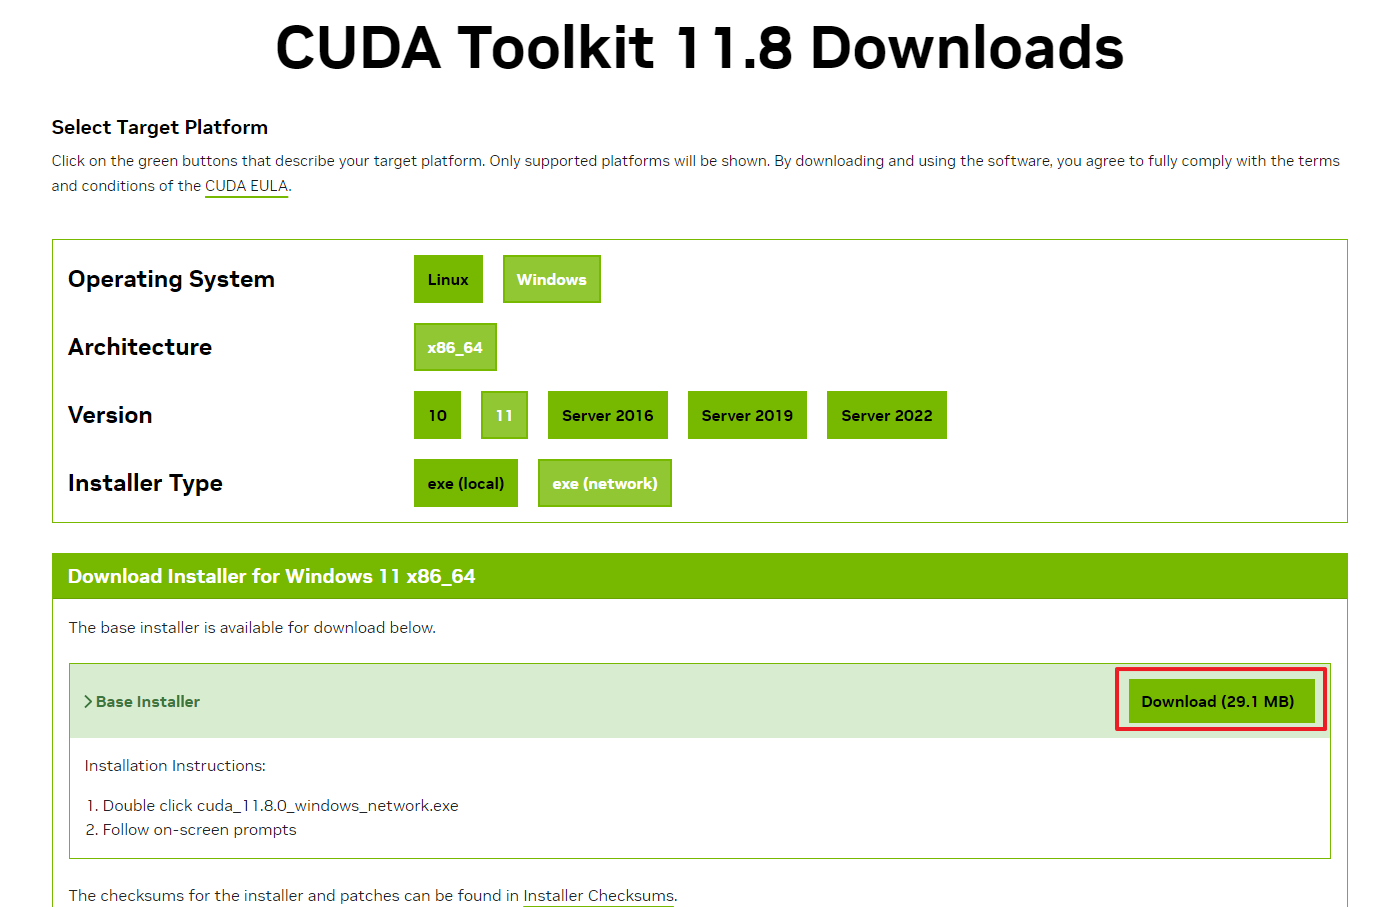 CUDA Toolkit 11.8 Downloads
Select Target Platform
Click on the green buttons that describe your target platform. Only supported platforms will be shown. By downloading and using the software, you agree to fully comply with the terms
and conditions of the CUDA EULA.
Operating System Linux Windows
Architecture x86_64
Version 10 11 Server 2016 Server 2019 Server 2022
Installer Type exe (local) exe (network)
Download Installer for Windows 11 x86_64
The base installer is available for download below.
Base Installer Download (29.1 MB)
Installation Instructions:
1. Double click cuda_11.8.0_windows_network.exe
2. Follow on-screen prompts
The checksums for the installer and patches can be found in Installer Checksums.